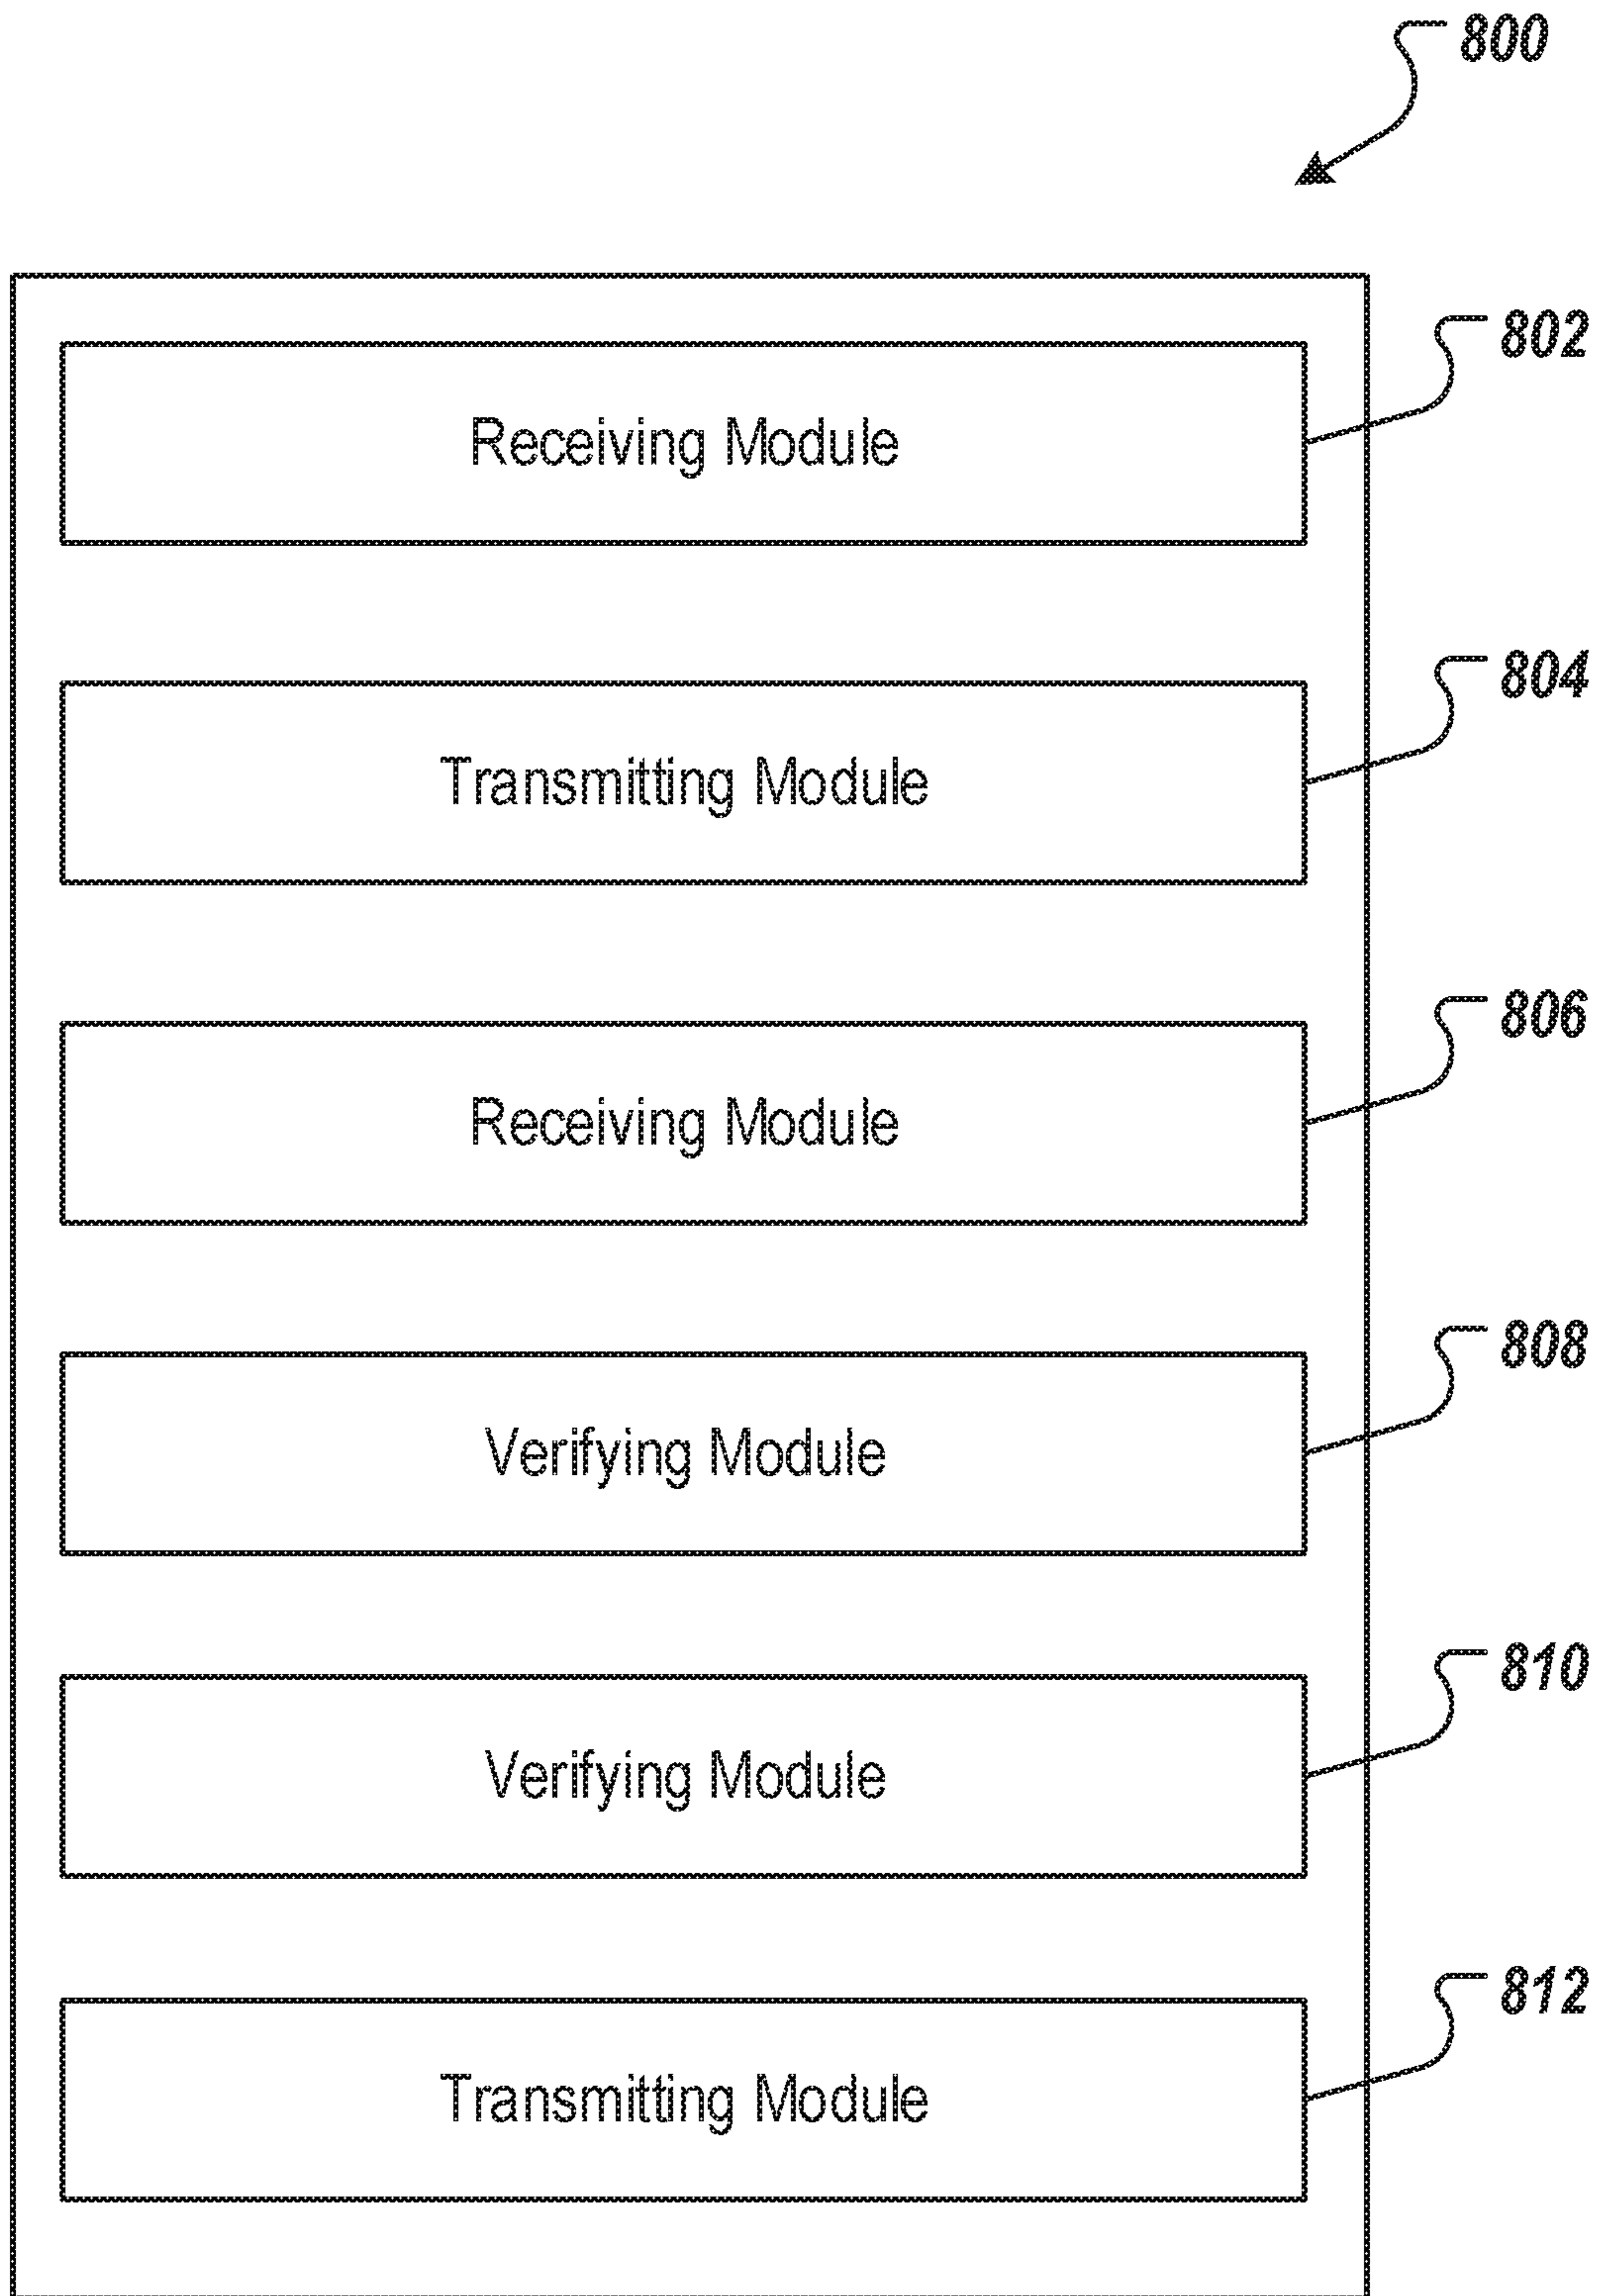 800
802
Receiving Module
804
Transmitting Module
806
Receiving Module
808
Verifying Module
810
Verifying Module
812
Transmitting Module